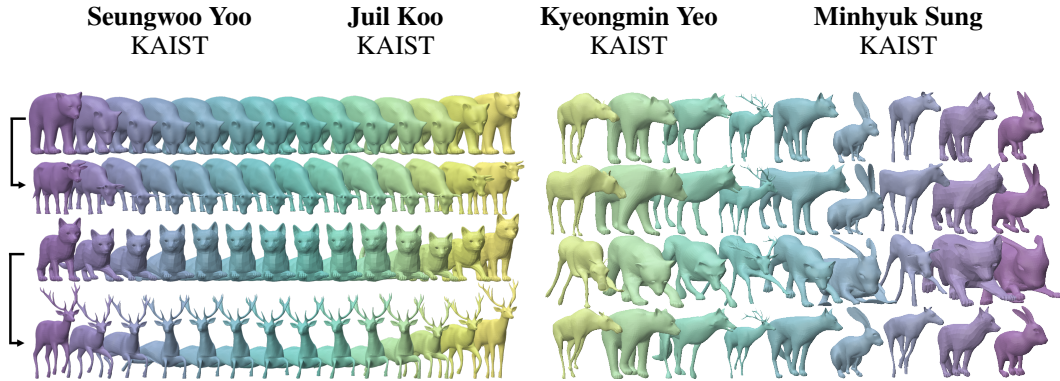 Seungwoo Yoo Juil Koo Kyeongmin Yeo Minhyuk Sung
KAIST KAIST KAIST KAIST